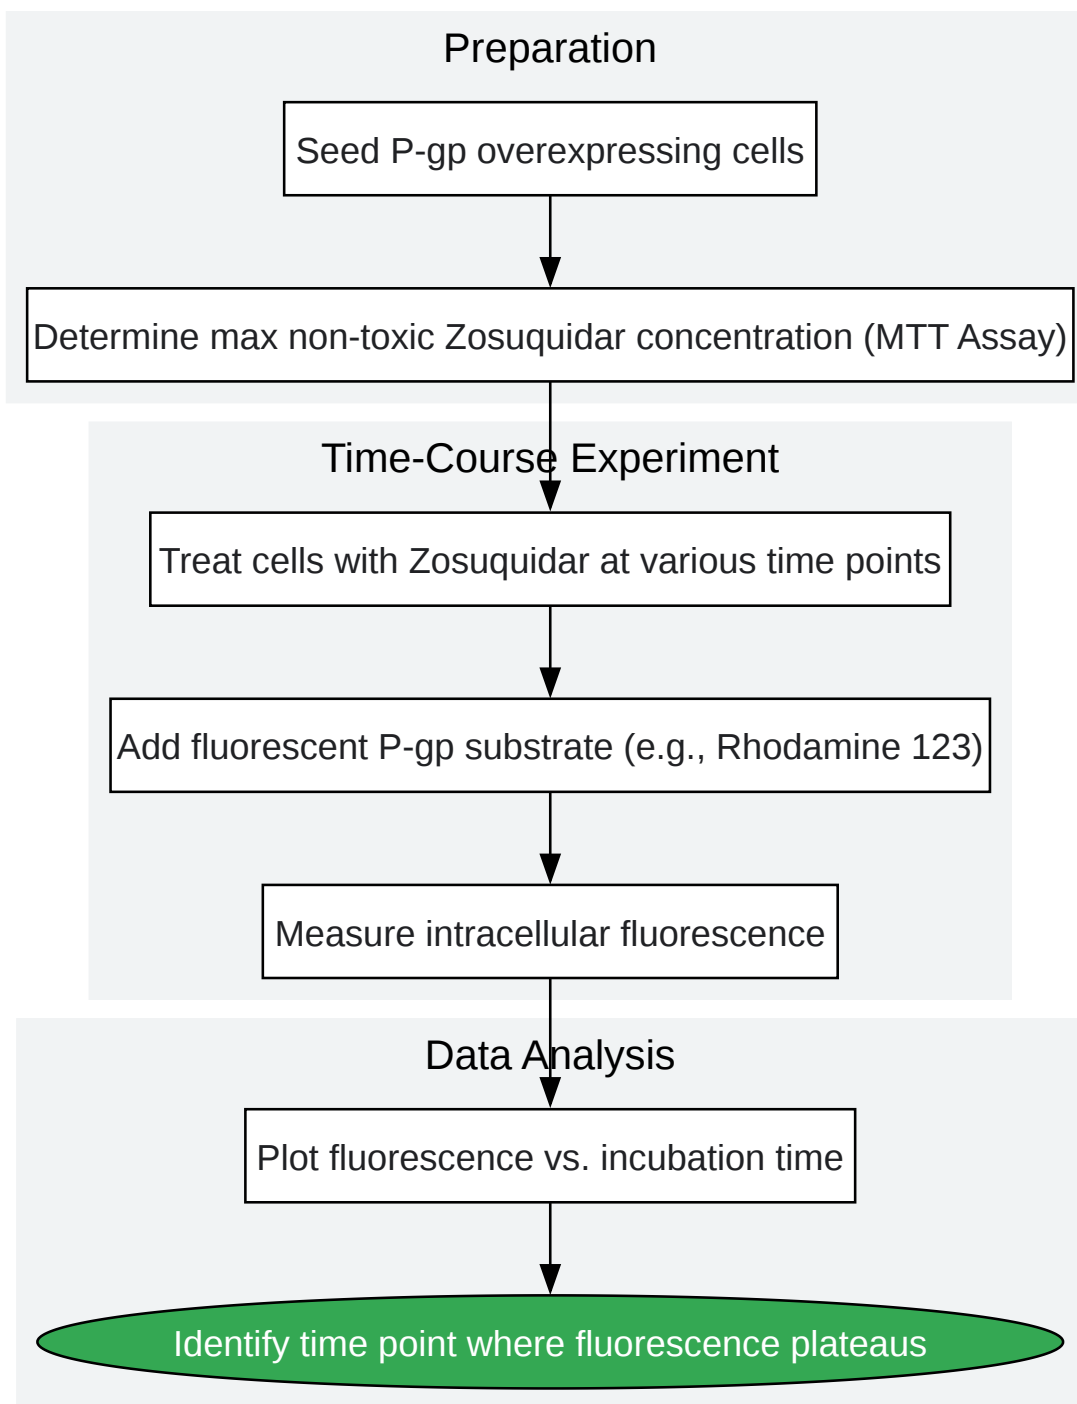 Preparation
Seed P-gp overexpressing cells
Determine max non-toxic Zosuquidar concentration (MTT Assay)
Time-Course Experiment
Treat cells with Zosuquidar at various time points
Add fluorescent P-gp substrate (e.g., Rhodamine 123)
Measure intracellular fluorescence
Data Analysis
Plot fluorescence vs. incubation time
Identify time point where fluorescence plateaus